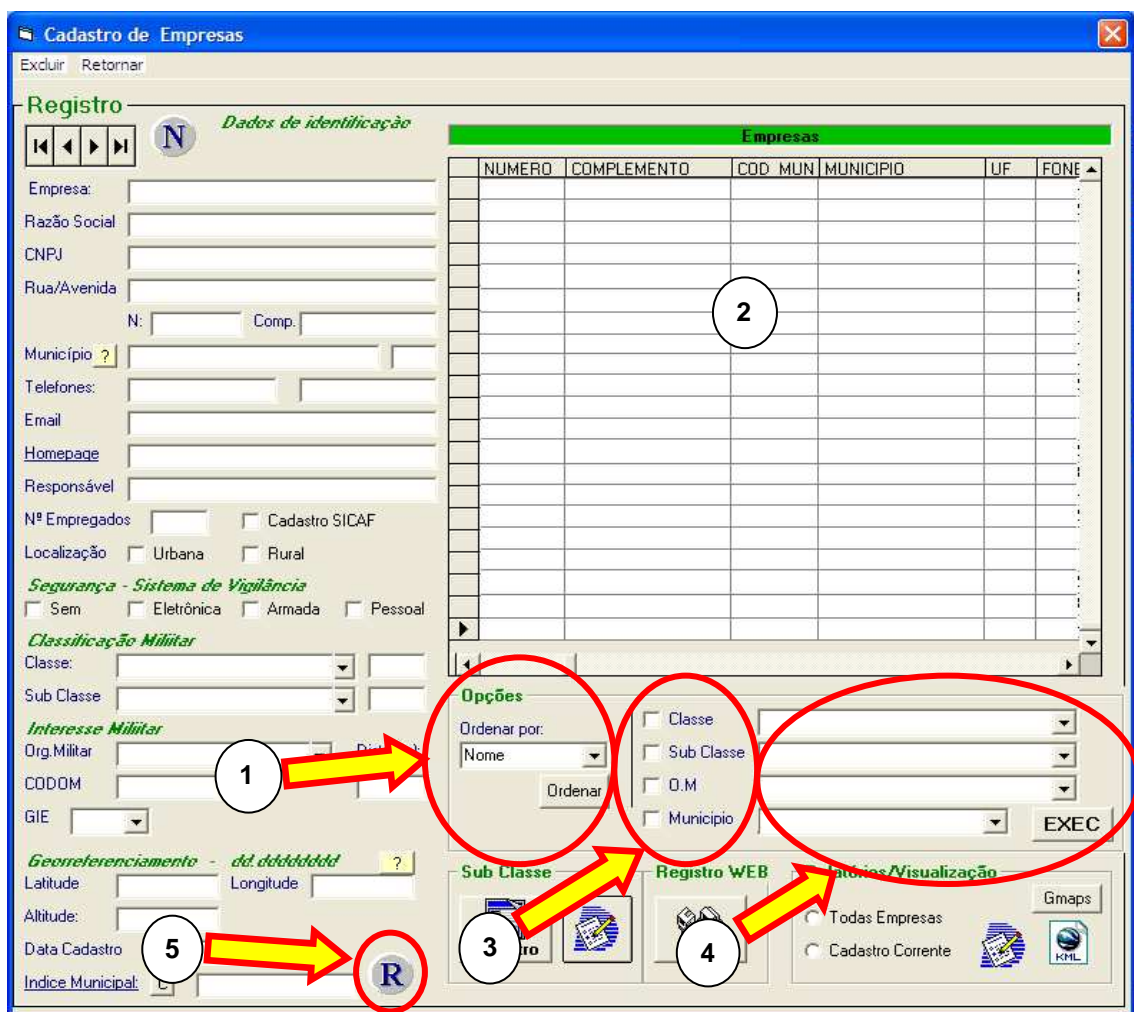 Cadastro de Empresas
Excluir Retornar
Registro
N
Dados de identificação
Empresa:
Razão Social
CNPJ
Rua/Avenida
N: Comp.
Município ?
Telefones:
Email
Homepage
Responsável
Nº Empregados Cadastro SICAF
Localização Urbana Rural
Segurança - Sistema de Vigilância
Sem Eletrônica Armada Pessoal
Classificação Militar
Classe:
Sub Classe
Interesse Militar
Org.Militar
CODOM
GIE
Georreferenciamento - dd.dddddddd ?
Latitude Longitude
Altitude:
Data Cadastro
Indice Municipal: C
R
Empresas
NUMERO COMPLEMENTO COD MUN MUNICIPIO UF FONE
2
Opções
Ordenar por:
Nome
Ordenar
Classe
Sub Classe
O.M
Municipio
EXEC
1
Sub Classe
3
Registro WEB
4
Todas Empresas
Cadastro Corrente
Gmaps
KML
5